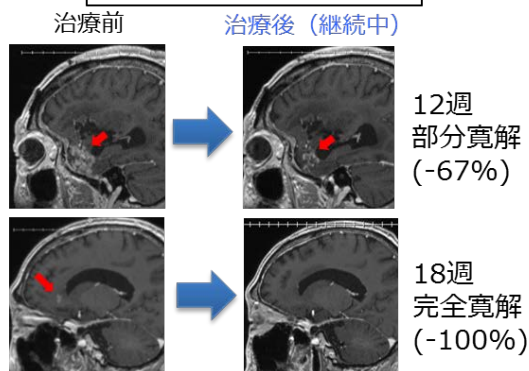 治療前
治療後（継続中）
12週
部分寛解
(-67%)
18週
完全寛解
(-100%)